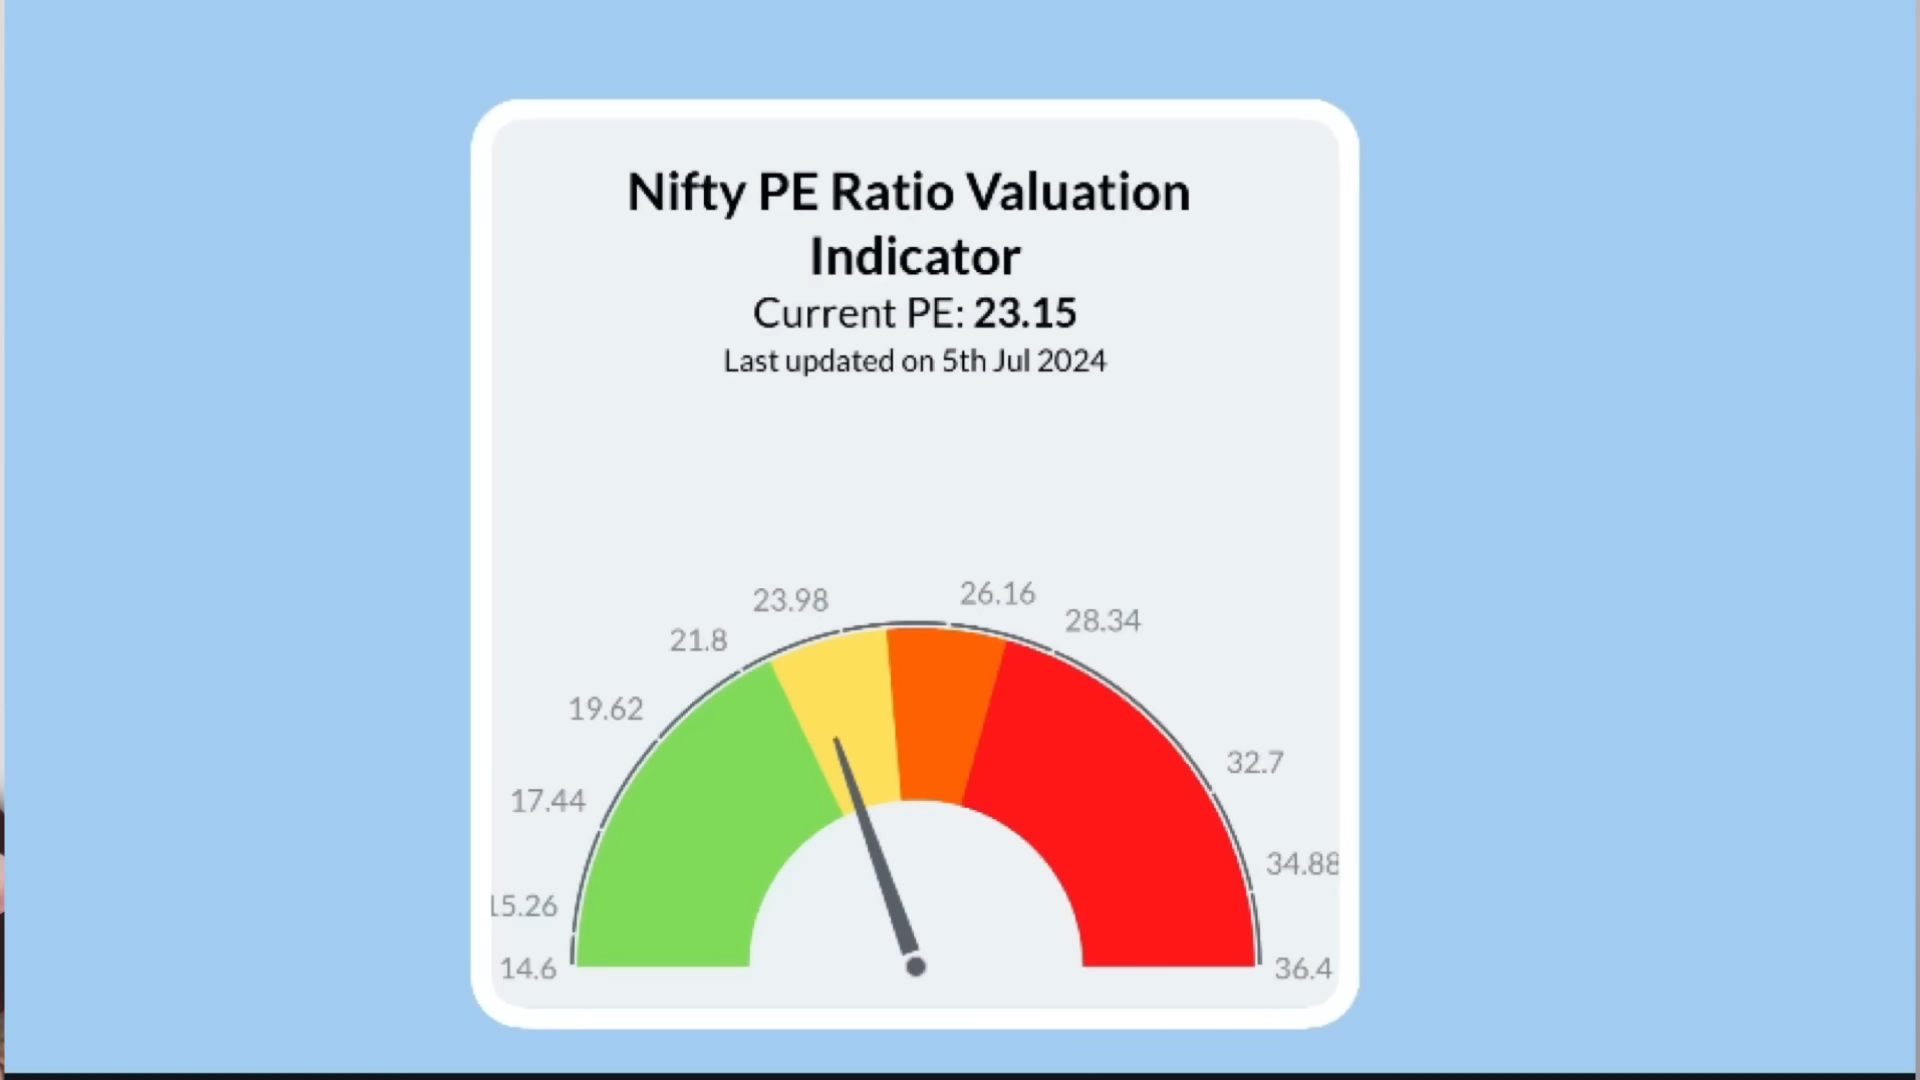 Nifty PE Ratio Valuation
Indicator
Current PE: 23.15
Last updated on 5th Jul 2024
23.98
26.16
28.34
21.8
19.62
32.7
17.44
34.88
15.26
14.6
36.4